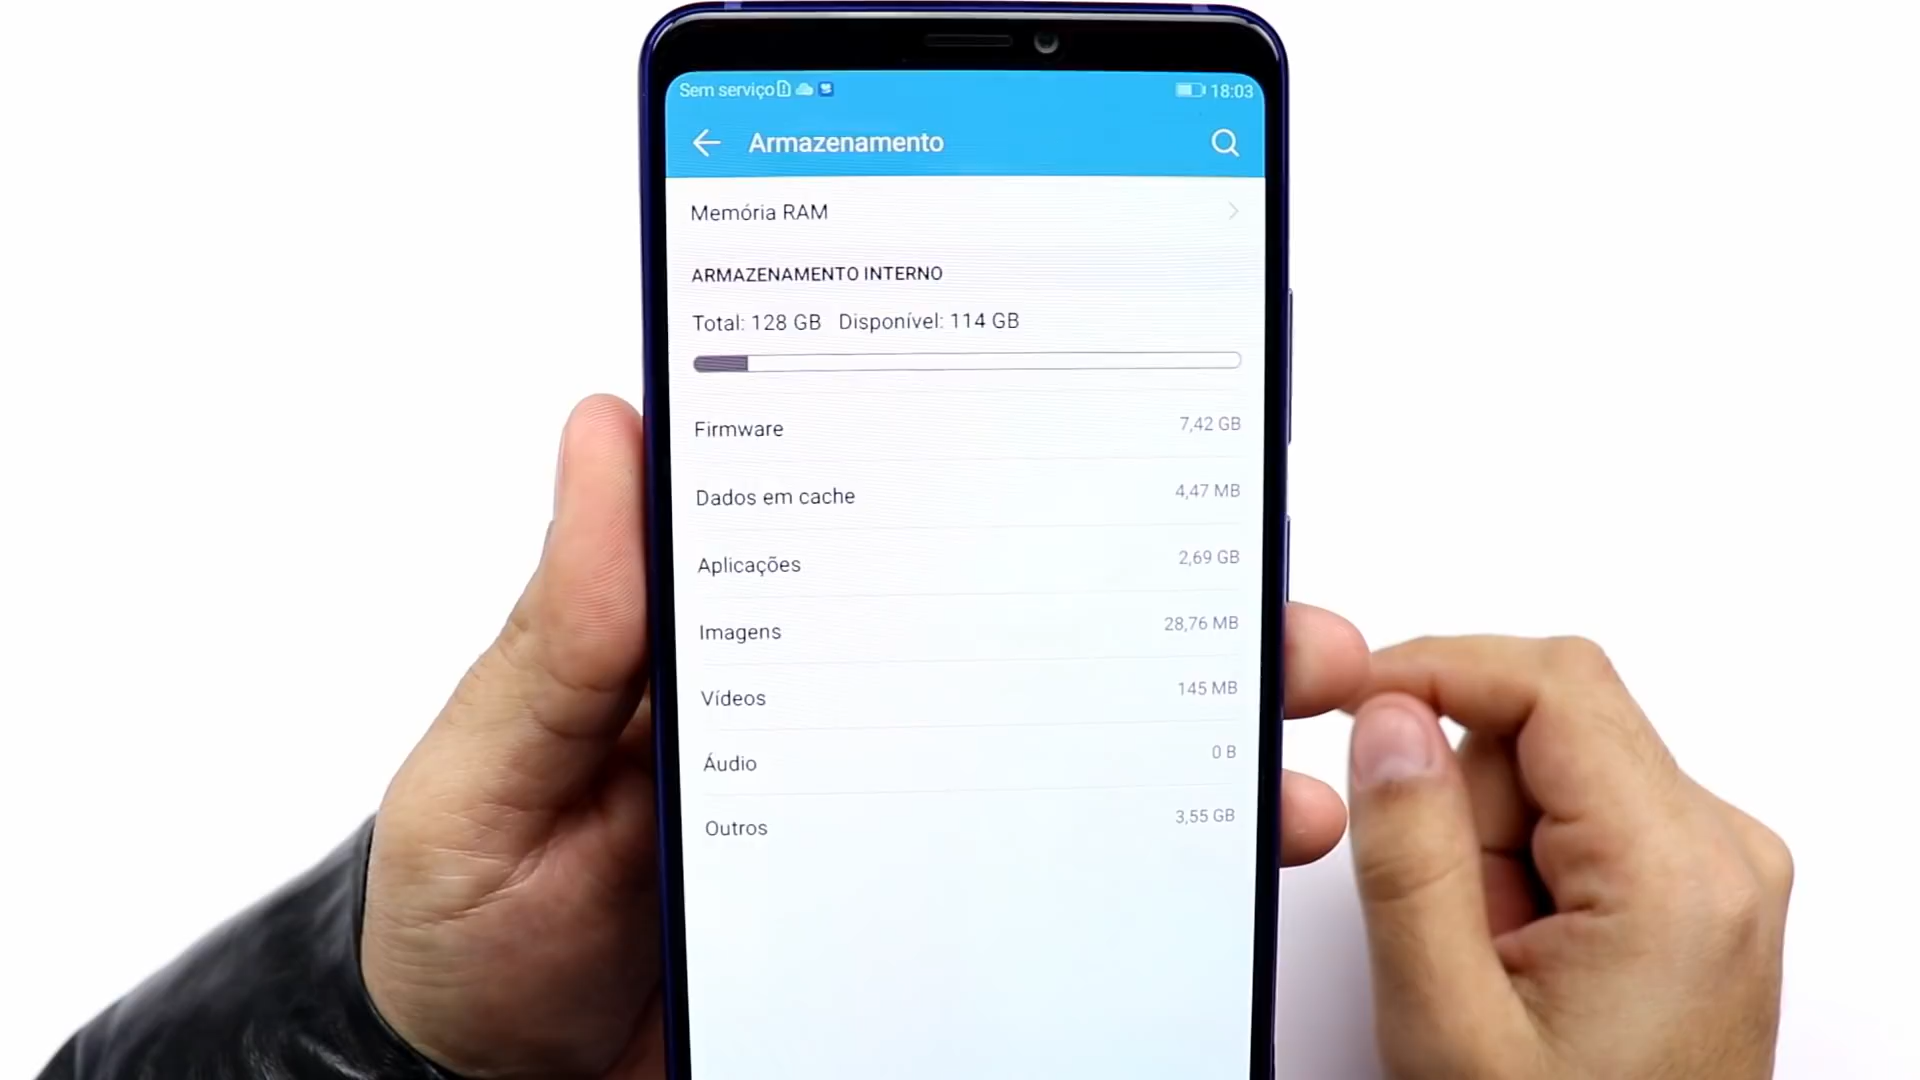 Sem serviço 18:03
Armazenamento
Memória RAM
ARMAZENAMENTO INTERNO
Total: 128 GB Disponível: 114 GB
Firmware 7,42 GB
Dados em cache 4,47 MB
Aplicações 2,69 GB
Imagens 28,76 MB
Vídeos 145 MB
Áudio 0 B
Outros 3,55 GB